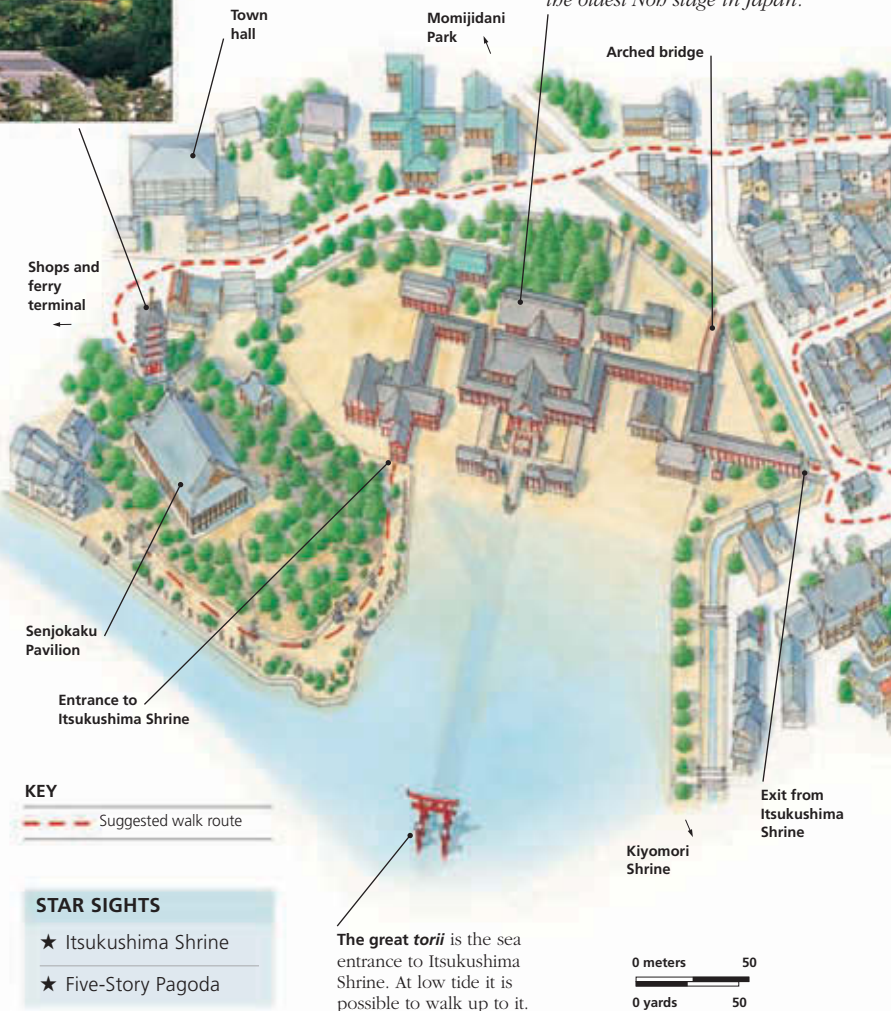 the oldest Noh stage in Japan.
Town
hall
Momijidani
Park
Arched bridge
Shops and
ferry
terminal
Senjokaku
Pavilion
Entrance to
Itsukushima Shrine
KEY
Suggested walk route
STAR SIGHTS
★ Itsukushima Shrine
★ Five-Story Pagoda
The great torii is the sea
entrance to Itsukushima
Shrine. At low tide it is
possible to walk up to it.
Kiyomori
Shrine
Exit from
Itsukushima
Shrine
0 meters 50
0 yards 50